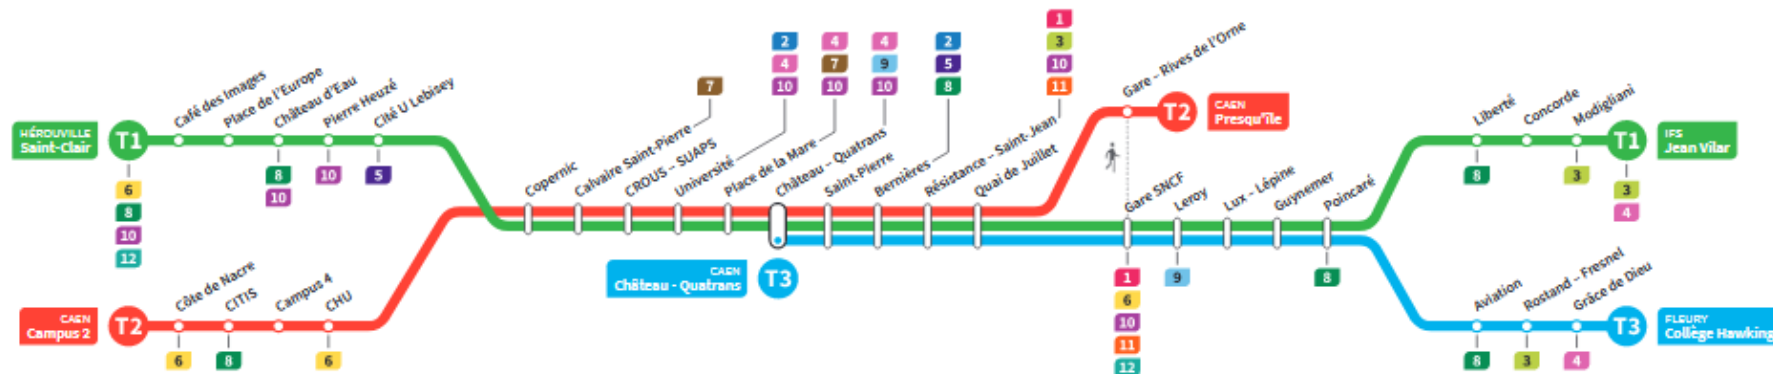 HÉROUVILLE
Saint-Clair
T1
6
8
10
12
Café des Images
Place de l'Europe
Château d'Eau
8
10
Pierre Heuzé
10
Cité U Lebisey
5
CAEN
Campus 2
T2
Côte de Nacre
6
CITIS
8
Campus 4
CHU
6
Copernic
Calvaire Saint-Pierre
7
CROUS – SUAPS
Université
2
4
10
Place de la Mare
4
7
10
Château – Quatrans
4
9
10
CAEN
Château - Quatrans
T3
Saint-Pierre
Bernières
2
5
8
Résistance – Saint-Jean
1
3
10
11
Quai de Juillet
Gare – Rives de l'Orne
T2
CAEN
Presqu'île
Gare SNCF
1
6
10
11
12
Leroy
9
Lux – Lépine
Guynemer
Poincaré
8
Liberté
8
Concorde
Modigliani
3
T1
3
4
IFS
Jean Vilar
Aviation
8
Rostand – Fresnel
3
Grâce de Dieu
4
T3
FLEURY
Collège Hawking